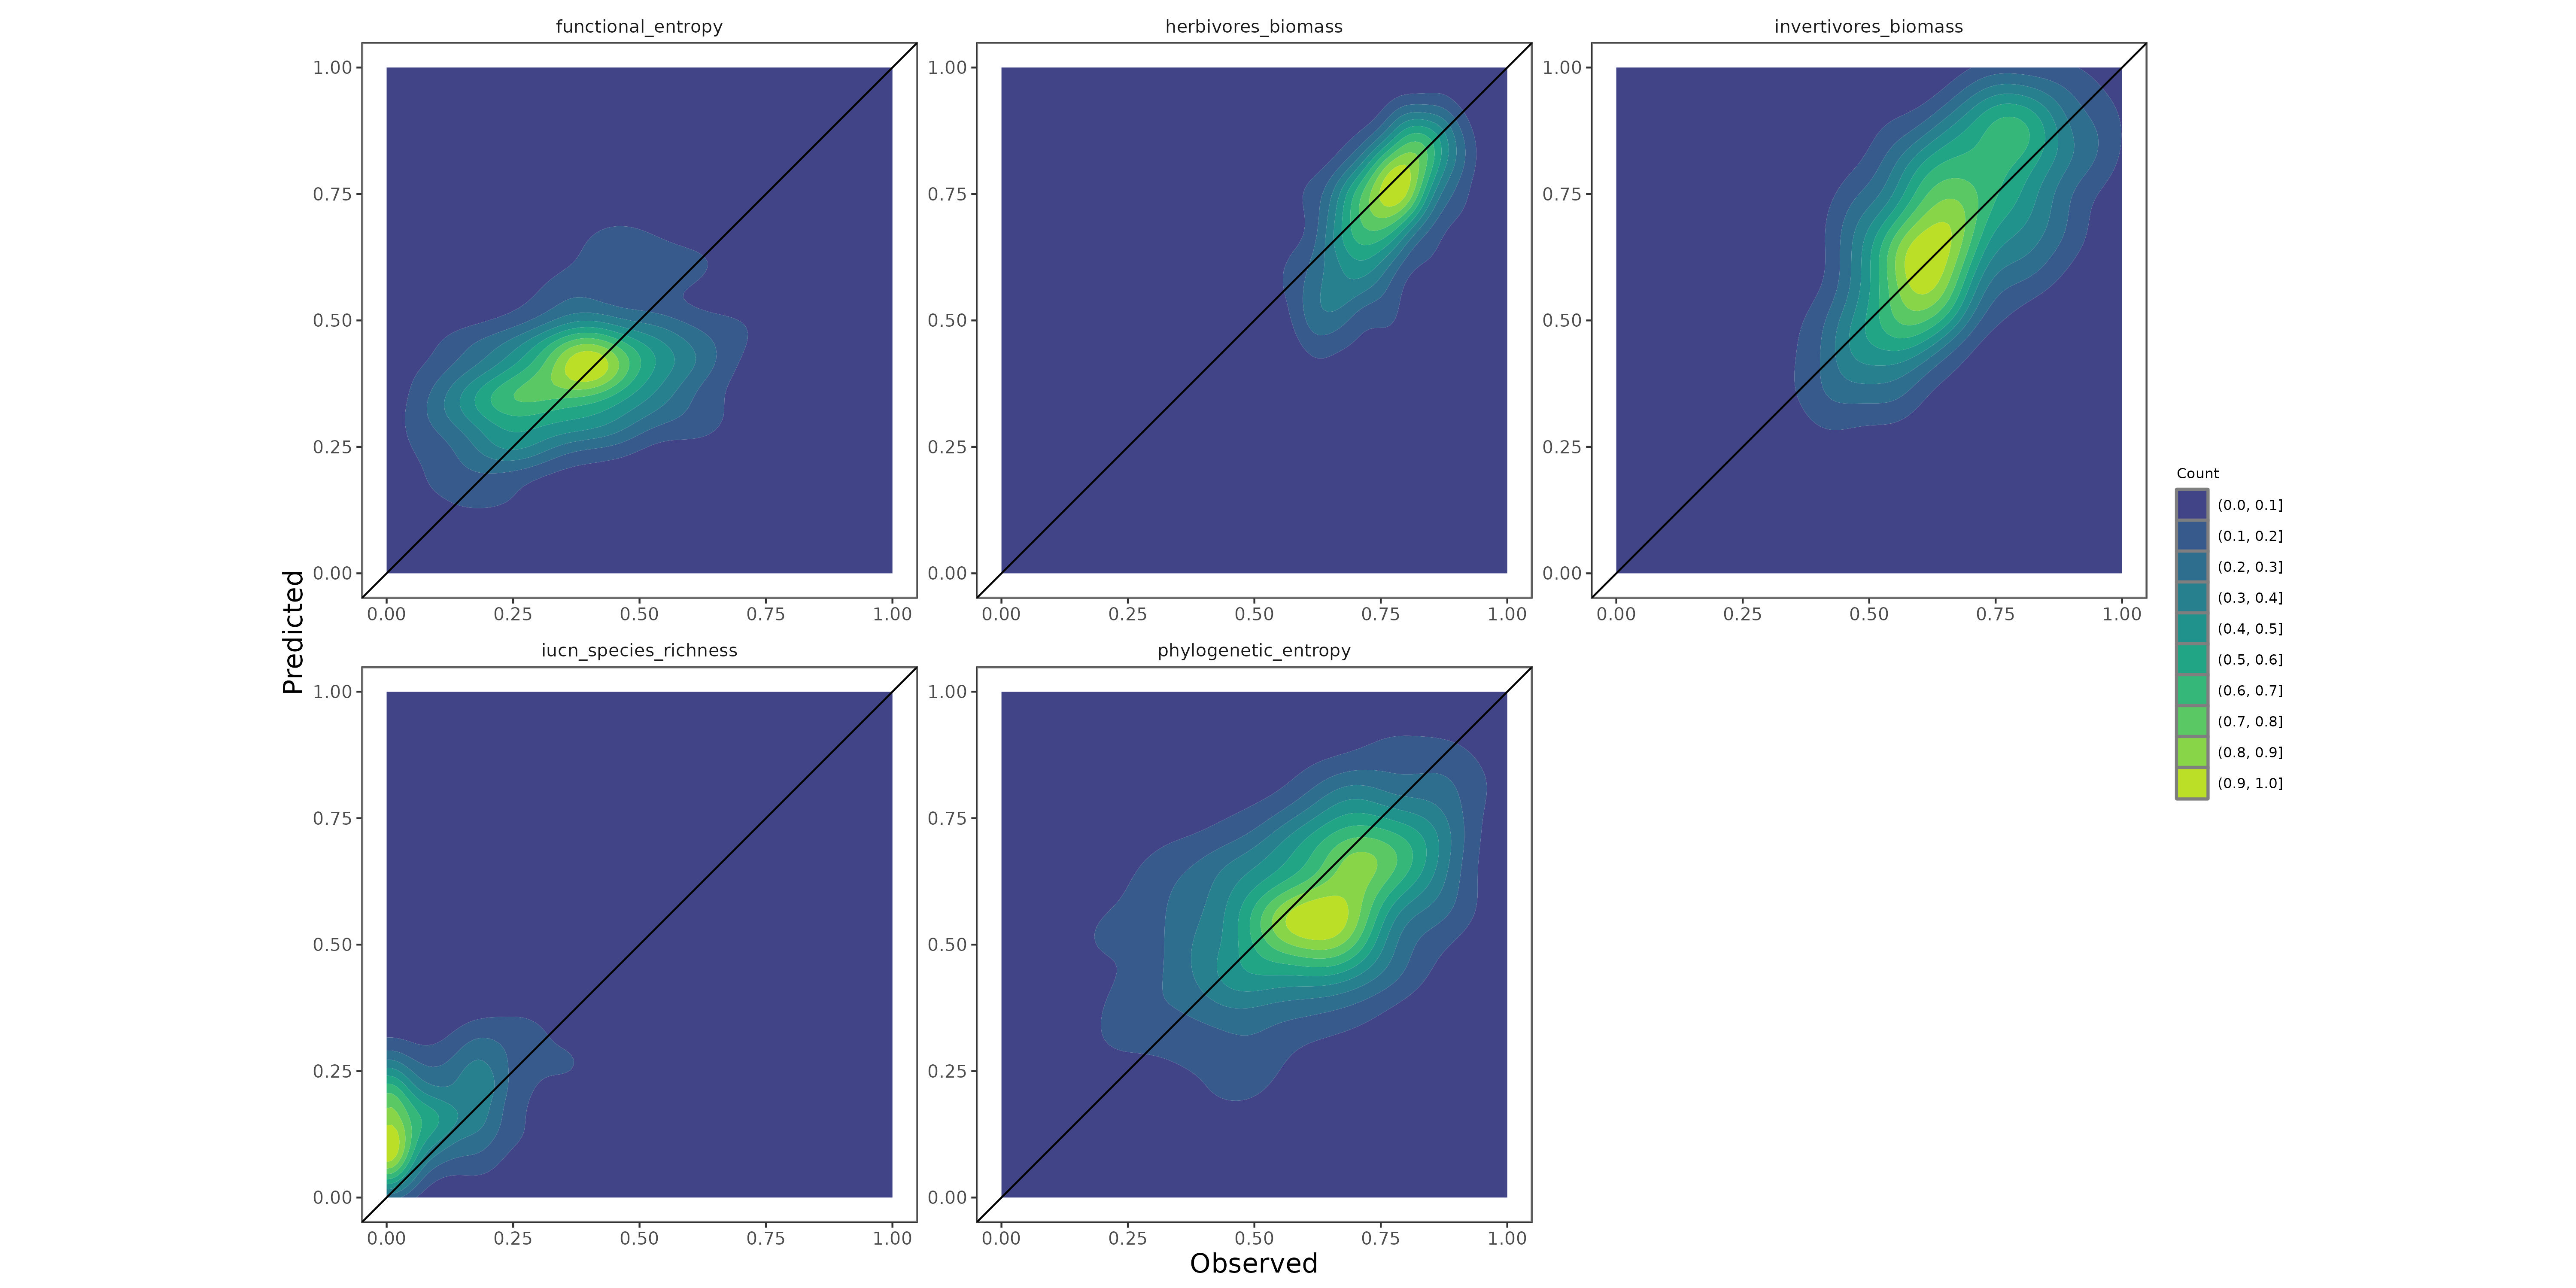 functional_entropy
herbivores_biomass
invertivores_biomass
1.00
0.75
0.50
0.25
0.00
0.00 0.25 0.50 0.75 1.00
1.00
0.75
0.50
0.25
0.00
0.00 0.25 0.50 0.75 1.00
1.00
0.75
0.50
0.25
0.00
0.00 0.25 0.50 0.75 1.00
Predicted
iucn_species_richness
phylogenetic_entropy
1.00
0.75
0.50
0.25
0.00
0.00 0.25 0.50 0.75 1.00
1.00
0.75
0.50
0.25
0.00
0.00 0.25 0.50 0.75 1.00
Observed
Count
(0.0, 0.1]
(0.1, 0.2]
(0.2, 0.3]
(0.3, 0.4]
(0.4, 0.5]
(0.5, 0.6]
(0.6, 0.7]
(0.7, 0.8]
(0.8, 0.9]
(0.9, 1.0]